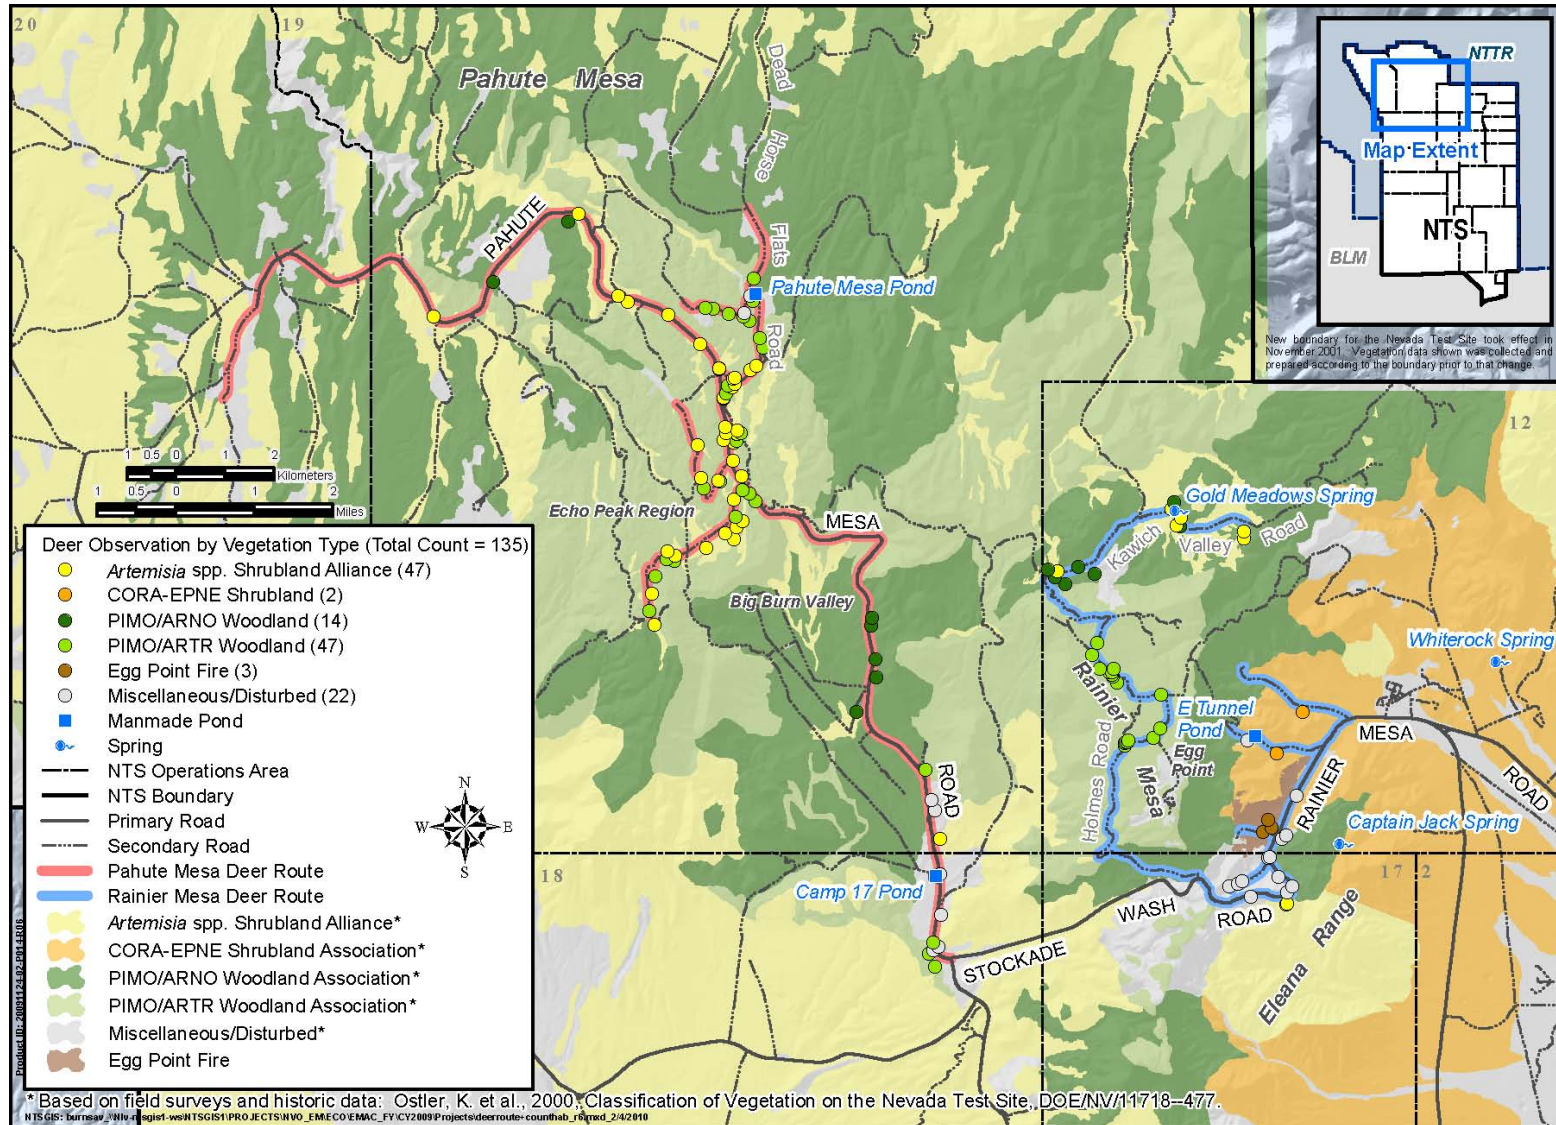 20
19
Pahute Mesa
Dead
Horse
Flats
Road
PAHUTE
Pahute Mesa Pond
NTTR
Map Extent
NTS
BLM
New boundary for the Nevada Test Site took effect in
November 2001. Vegetation data shown was collected and
prepared according to the boundary prior to that change.
12
1 0.5 0 1 2
Kilometers
1 0.5 0 1 2
Miles
Echo Peak Region
MESA
Big Burn Valley
ROAD
Gold Meadows Spring
Kawich
Valley
Road
Whiterock Spring
Rainier
Mesa
E Tunnel
Pond
Egg
Point
Holmes Road
MESA
ROAD
RAINIER
Captain Jack Spring
18
17
2
Camp 17 Pond
WASH
ROAD
STOCKADE
Eleana Range
Deer Observation by Vegetation Type (Total Count = 135)
Artemisia spp. Shrubland Alliance (47)
CORA-EPNE Shrubland (2)
PIMO/ARNO Woodland (14)
PIMO/ARTR Woodland (47)
Egg Point Fire (3)
Miscellaneous/Disturbed (22)
Manmade Pond
Spring
NTS Operations Area
NTS Boundary
Primary Road
Secondary Road
Pahute Mesa Deer Route
Rainier Mesa Deer Route
Artemisia spp. Shrubland Alliance*
CORA-EPNE Shrubland Association*
PIMO/ARNO Woodland Association*
PIMO/ARTR Woodland Association*
Miscellaneous/Disturbed*
Egg Point Fire
N
W E
S
Product ID: 20091124-02-P014-R06
* Based on field surveys and historic data: Ostler, K. et al., 2000, Classification of Vegetation on the Nevada Test Site, DOE/NV/11718--477.